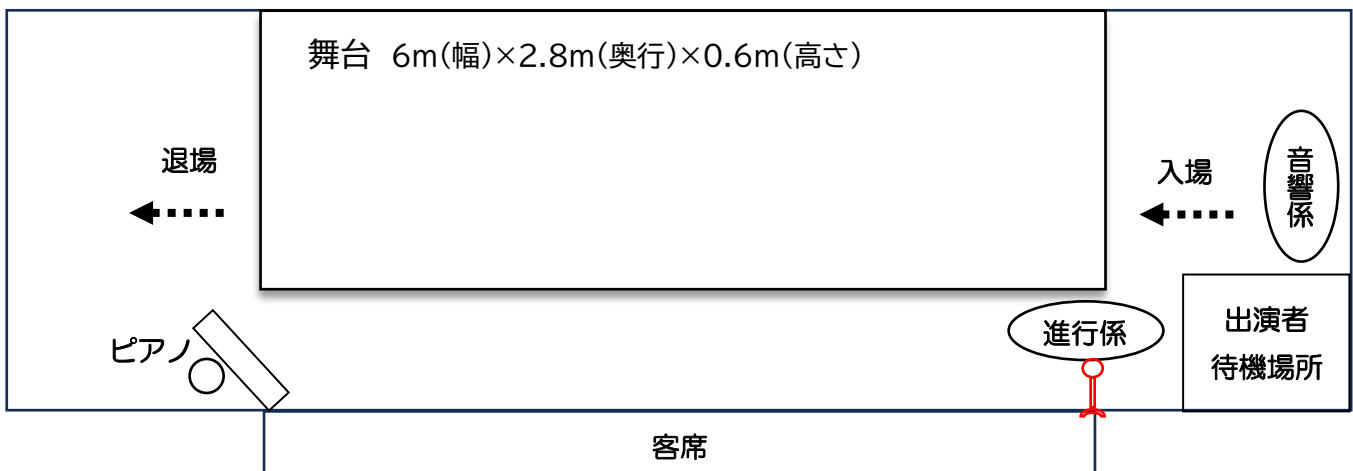 舞台 6m(幅)×2.8m(奥行)×0.6m(高さ)
退場
入場
音響係
ピアノ
進行係
出演者
待機場所
客席